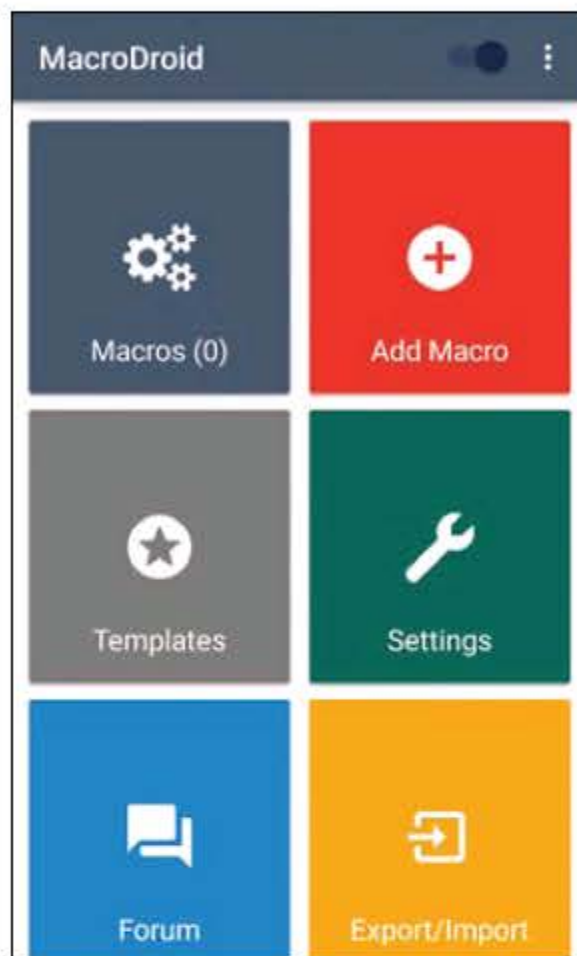 MacroDroid
Macros (0)
Add Macro
Templates
Settings
Forum
Export/Import